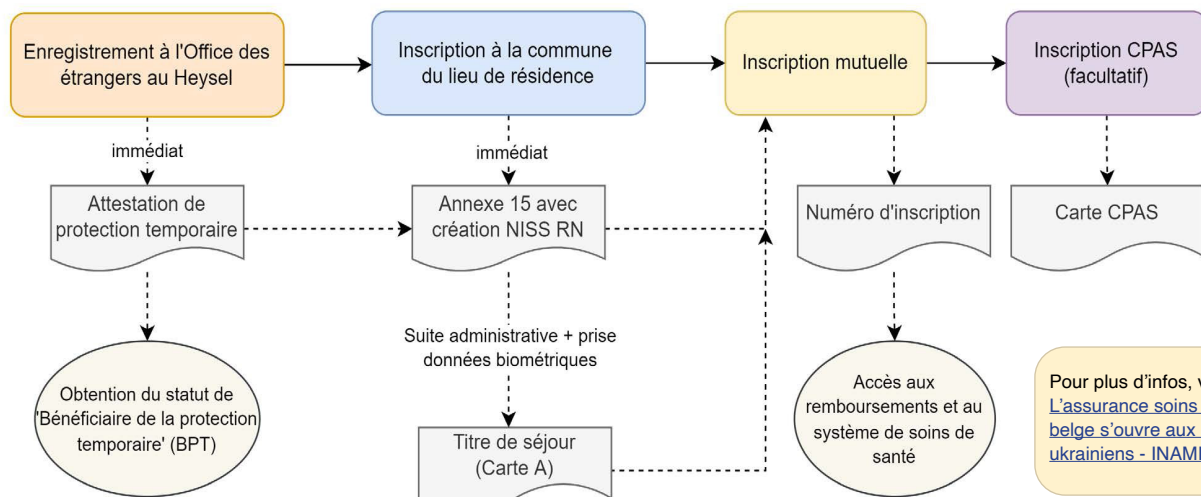 Enregistrement à l'Office des
étrangers au Heysel
Inscription à la commune
du lieu de résidence
Inscription mutuelle
Inscription CPAS
(facultatif)
immédiat
immédiat
Attestation de
protection temporaire
Annexe 15 avec
création NISS RN
Numéro d'inscription
Carte CPAS
Suite administrative + prise
données biométriques
Obtention du statut de
'Bénéficiaire de la protection
temporaire' (BPT)
Titre de séjour
(Carte A)
Accès aux
remboursements et au
système de soins de
santé
Pour plus d'infos,
L'assurance soins
belge s'ouvre aux
ukrainiens - INAMI